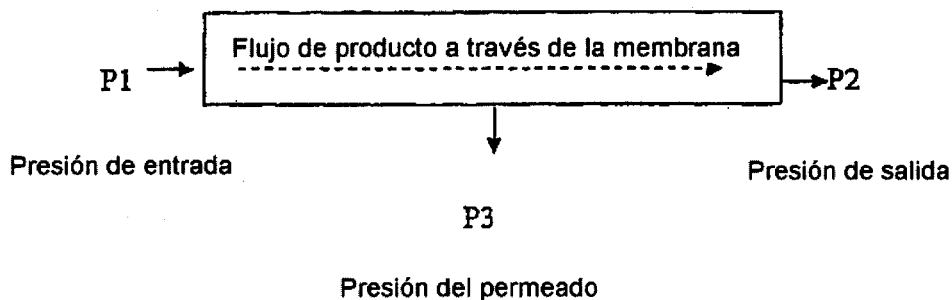 Flujo de producto a través de la membrana
P1
P2
Presión de entrada
Presión de salida
P3
Presión del permeado